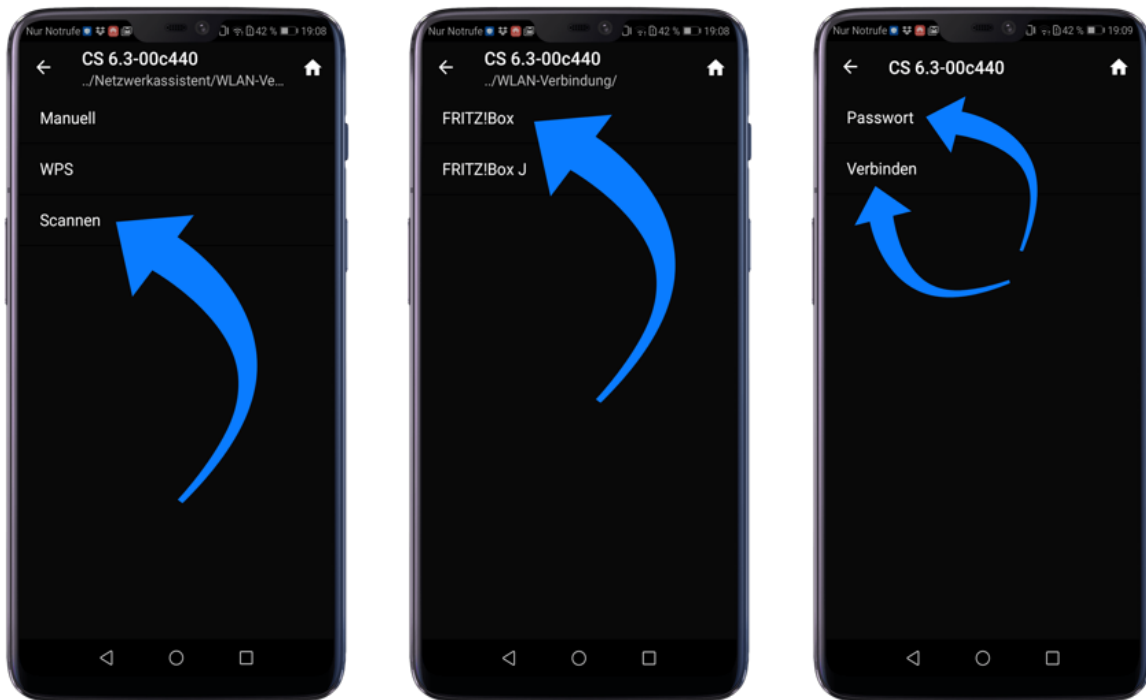 Nur Notrufe 42 % 19:08
CS 6.3-00c440
../Netzwerkassistent/WLAN-Ve...
Manuell
WPS
Scannen
Nur Notrufe 42 % 19:08
CS 6.3-00c440
../WLAN-Verbindung/
FRITZ!Box
FRITZ!Box J
Nur Notrufe 42 % 19:09
CS 6.3-00c440
Passwort
Verbinden